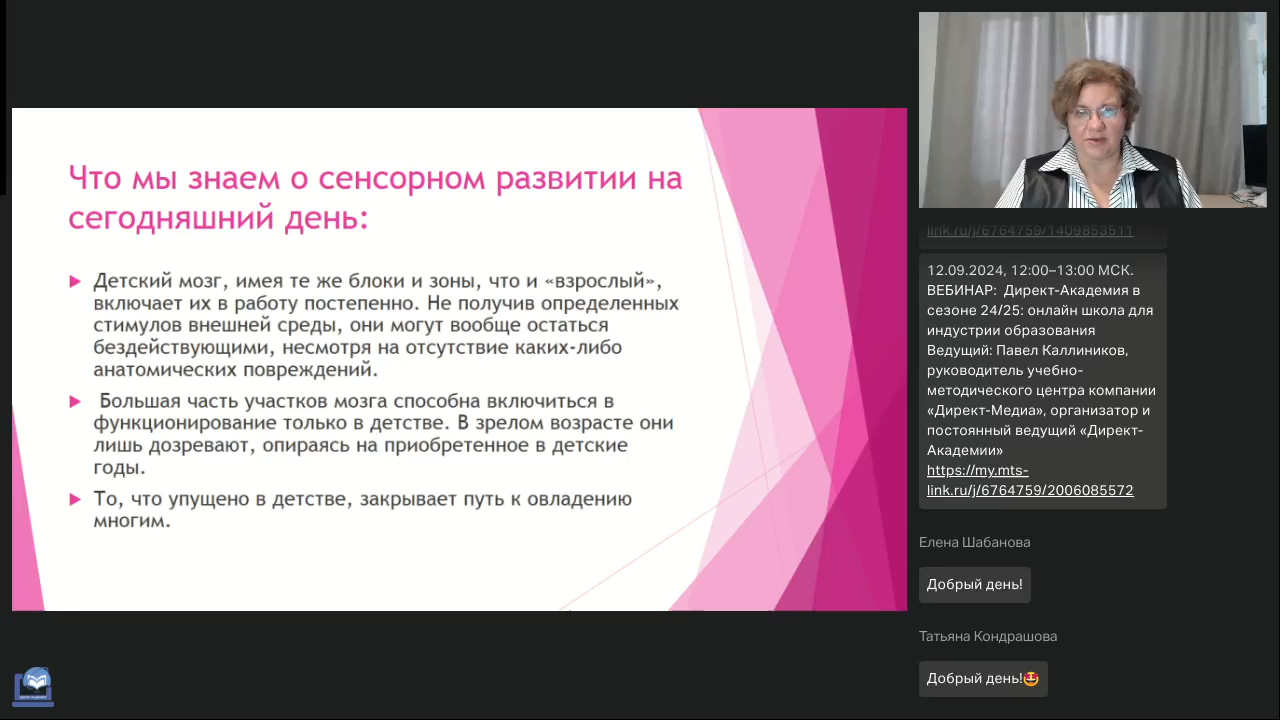 Что мы знаем о сенсорном развитии на
сегодняшний день:
Детский мозг, имея те же блоки и зоны, что и «взрослый»,
включает их в работу постепенно. Не получив определенных
стимулов внешней среды, они могут вообще остаться
бездействующими, несмотря на отсутствие каких-либо
анатомических повреждений.
Большая часть участков мозга способна включиться в
функционирование только в детстве. В зрелом возрасте они
лишь дозревают, опираясь на приобретенное в детские
годы.
То, что упущено в детстве, закрывает путь к овладению
многим.
link.ru/j/6764759/1409853511
12.09.2024, 12:00–13:00 МСК.
ВЕБИНАР: Директ-Академия в
сезоне 24/25: онлайн школа для
индустрии образования
Ведущий: Павел Каллиников,
руководитель учебно-
методического центра компании
«Директ-Медиа», организатор и
постоянный ведущий «Директ-
Академии»
https://my.mts-
link.ru/j/6764759/2006085572
Елена Шабанова
Добрый день!
Татьяна Кондрашова
Добрый день!🤩